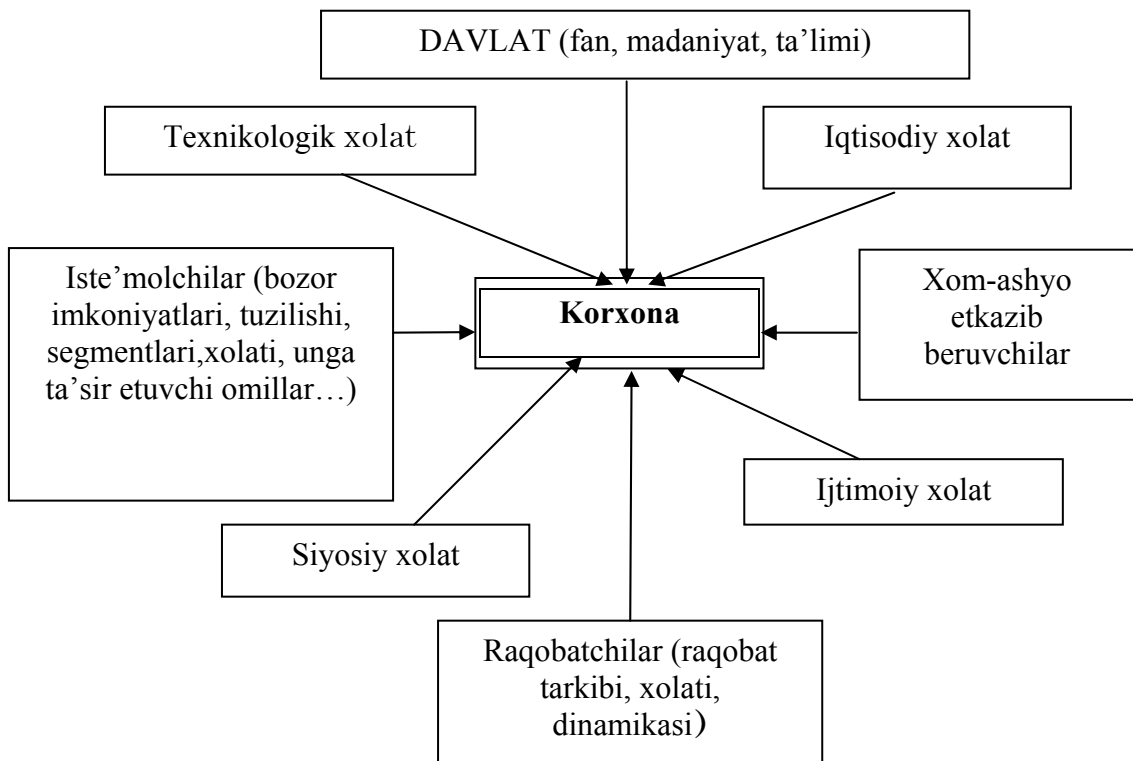 DAVLAT (fan, madaniyat, ta’limi)
Texnikologik xolat
Iqtisodiy xolat
Iste’molchilar (bozor
imkoniyatlari, tuzilishi,
segmentlari,xolati, unga
ta’sir etuvchi omillar…)
Korxona
Xom-ashyo
etkazib
beruvchilar
Ijtimoiy xolat
Siyosiy xolat
Raqobatchilar (raqobat
tarkibi, xolati,
dinamikasi)